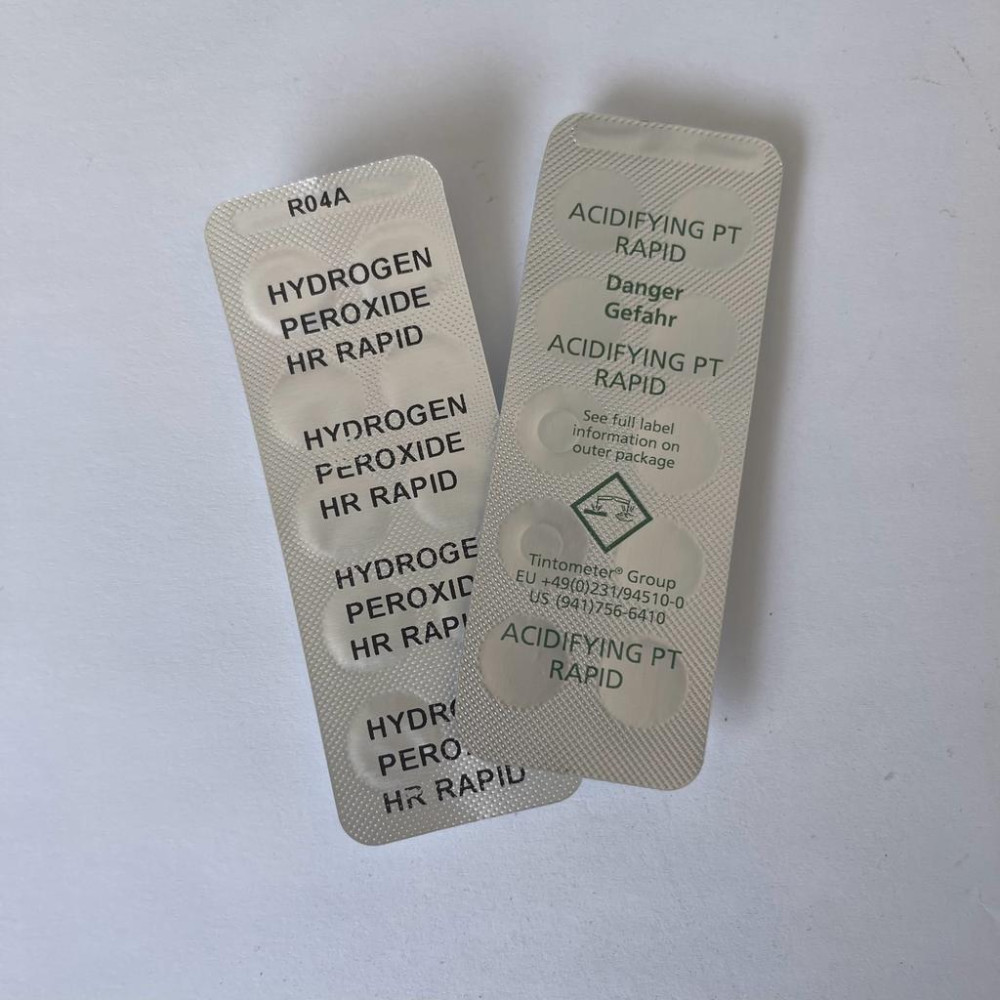 R04A
HYDROGEN
PEROXIDE
HR RAPID
HYDROGEN
PEROXIDE
HR RAPID
HYDROGE
PEROXID
HR RAPI
HYDRO
PERO
HR RAPID
ACIDIFYING PT
RAPID
Danger
Gefahr
ACIDIFYING PT
RAPID
See full label
information on
outer package
Tintometer® Group
EU +49(0)231/94510-0
US (941)756-6410
ACIDIFYING PT
RAPID